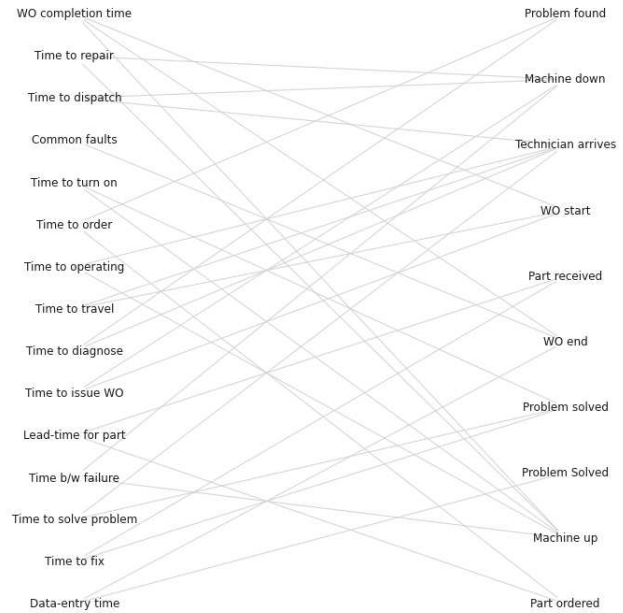 WO completion time
Time to repair
Time to dispatch
Common faults
Time to turn on
Time to order
Time to operating
Time to travel
Time to diagnose
Time to issue WO
Lead-time for part
Time b/w failure
Time to solve problem
Time to fix
Data-entry time
Problem found
Machine down
Technician arrives
WO start
Part received
WO end
Problem solved
Problem Solved
Machine up
Part ordered